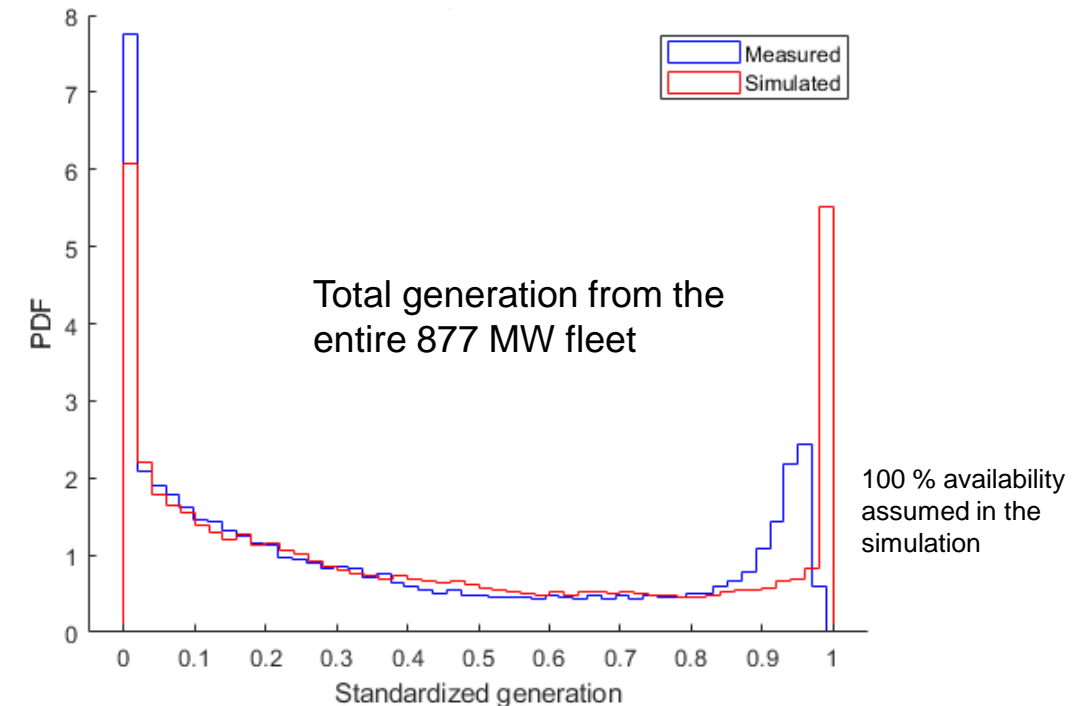 8
7
6
5
4
3
2
1
0
PDF
Measured
Simulated
Total generation from the
entire 877 MW fleet
100 % availability
assumed in the
simulation
0 0.1 0.2 0.3 0.4 0.5 0.6 0.7 0.8 0.9 1
Standardized generation